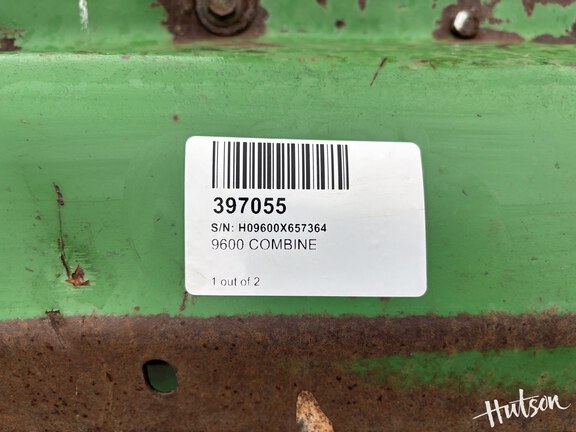 397055
S/N: H09600X657364
9600 COMBINE
1 out of 2
Hutson